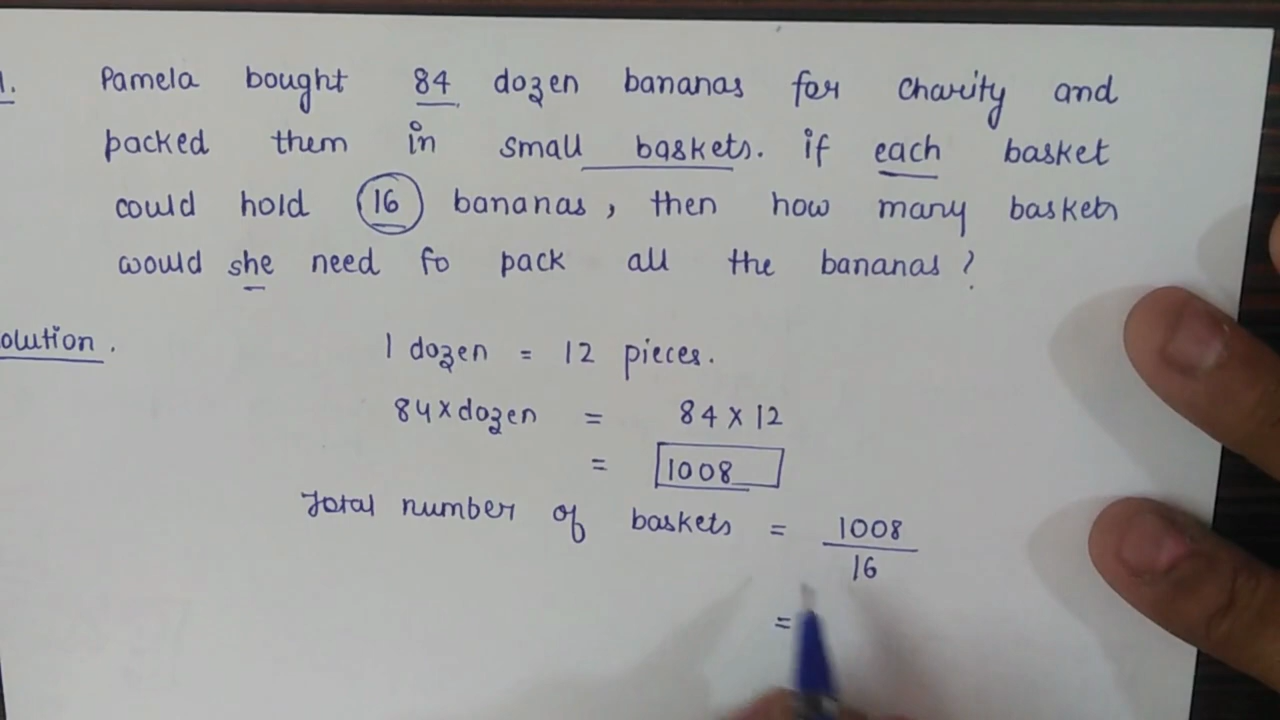 1. Pamela bought 84 dozen bananas for charity and
packed them in small baskets. if each basket
could hold 16 bananas, then how many baskets
would she need to pack all the bananas?
olution.
1 dozen = 12 pieces.
84 x dozen = 84 x 12
= 1008
Total number of baskets = 1008
16
=